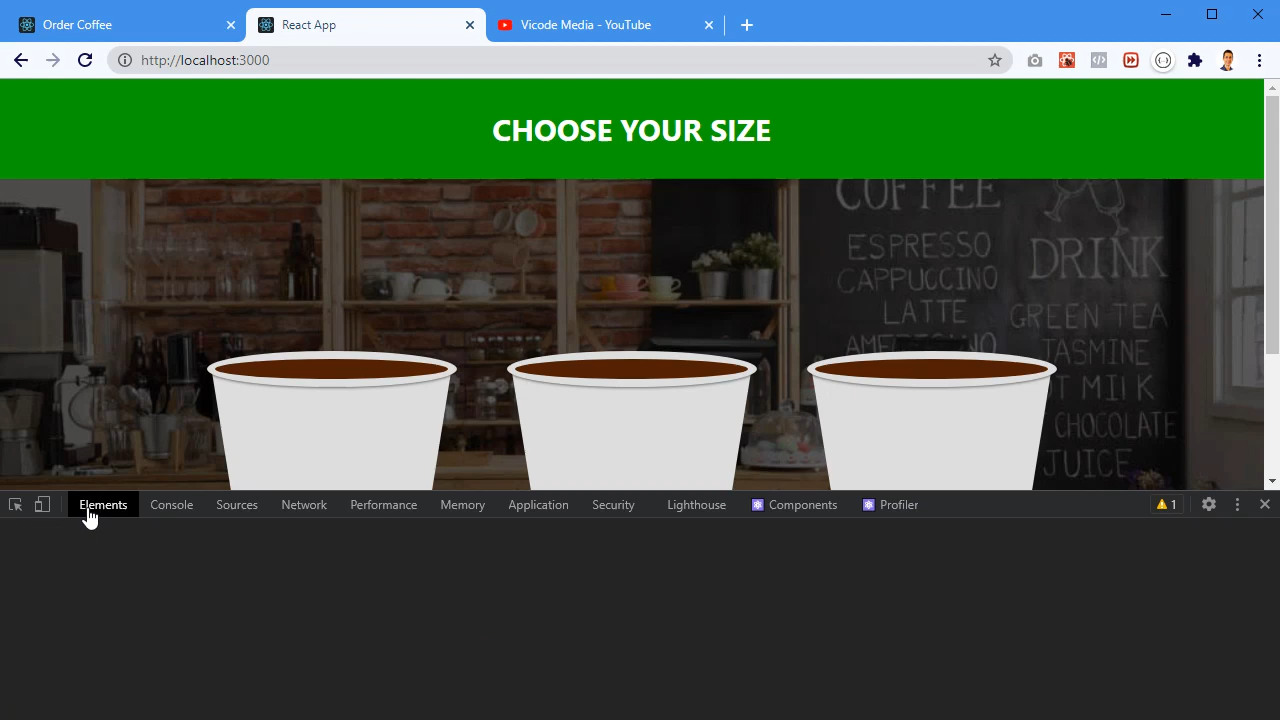 Order Coffee
React App
Vicode Media - YouTube
http://localhost:3000
CHOOSE YOUR SIZE
COFFEE
ESPRESSO
CAPPUCCINO
LATTE
DRINK
GREEN TEA
JASMINE
CHOCOLATE
JUICE
Elements
Console
Sources
Network
Performance
Memory
Application
Security
Lighthouse
Components
Profiler
1